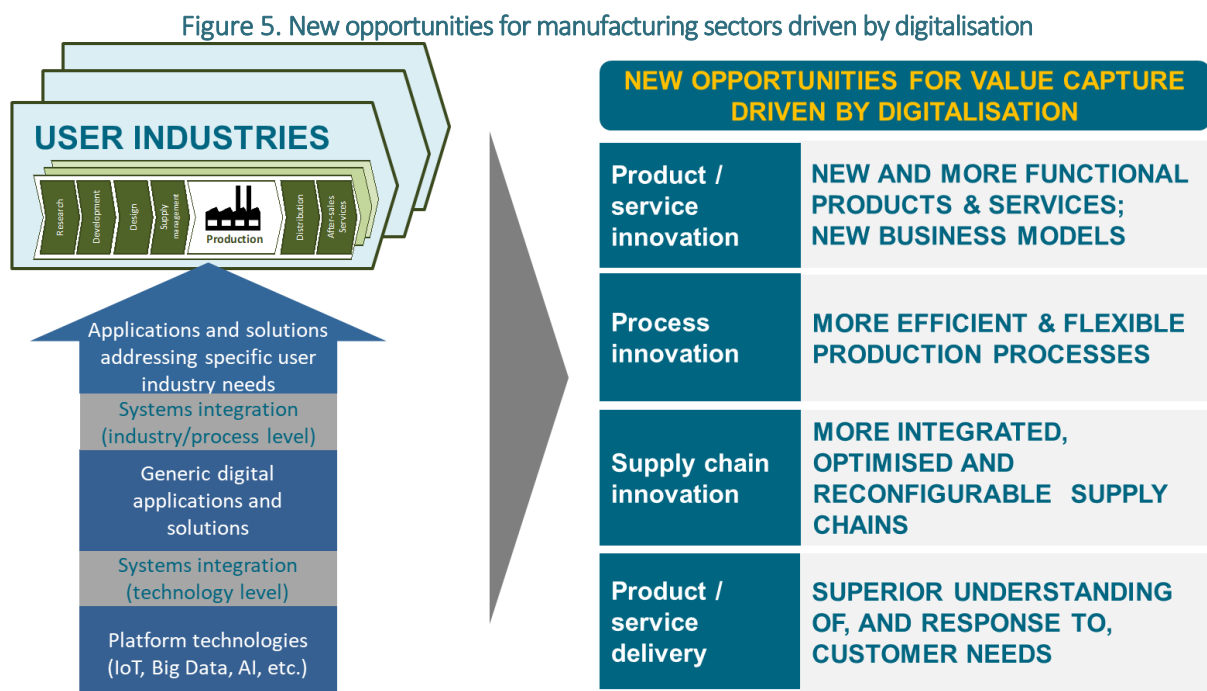 Figure 5. New opportunities for manufacturing sectors driven by digitalisation
USER INDUSTRIES
Research
Development
Design
Supply
management
Production
Distribution
After-sales
Services
Applications and solutions
addressing specific user
industry needs
Systems integration
(industry/process level)
Generic digital
applications and
solutions
Systems integration
(technology level)
Platform technologies
(IoT, Big Data, AI, etc.)
NEW OPPORTUNITIES FOR VALUE CAPTURE
DRIVEN BY DIGITALISATION
Product /
service
innovation
NEW AND MORE FUNCTIONAL
PRODUCTS & SERVICES;
NEW BUSINESS MODELS
Process
innovation
MORE EFFICIENT & FLEXIBLE
PRODUCTION PROCESSES
Supply chain
innovation
MORE INTEGRATED,
OPTIMISED AND
RECONFIGURABLE SUPPLY
CHAINS
Product /
service
delivery
SUPERIOR UNDERSTANDING
OF, AND RESPONSE TO,
CUSTOMER NEEDS